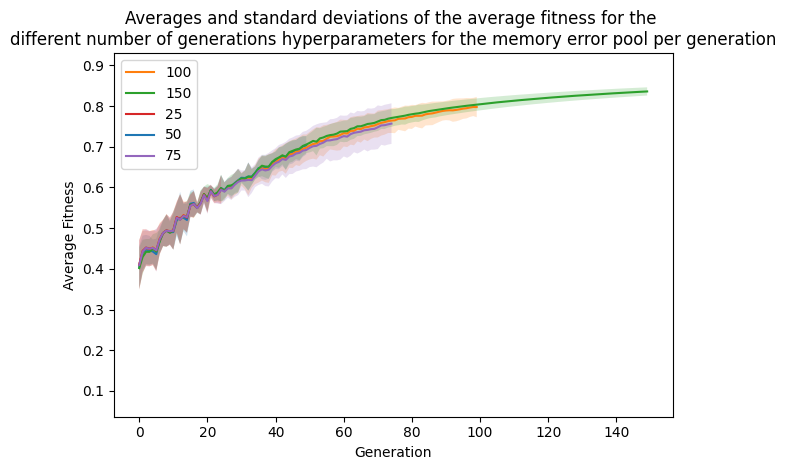 Averages and standard deviations of the average fitness for the
different number of generations hyperparameters for the memory error pool per generation
0.9
0.8
0.7
0.6
0.5
0.4
0.3
0.2
0.1
Average Fitness
100
150
25
50
75
0 20 40 60 80 100 120 140
Generation